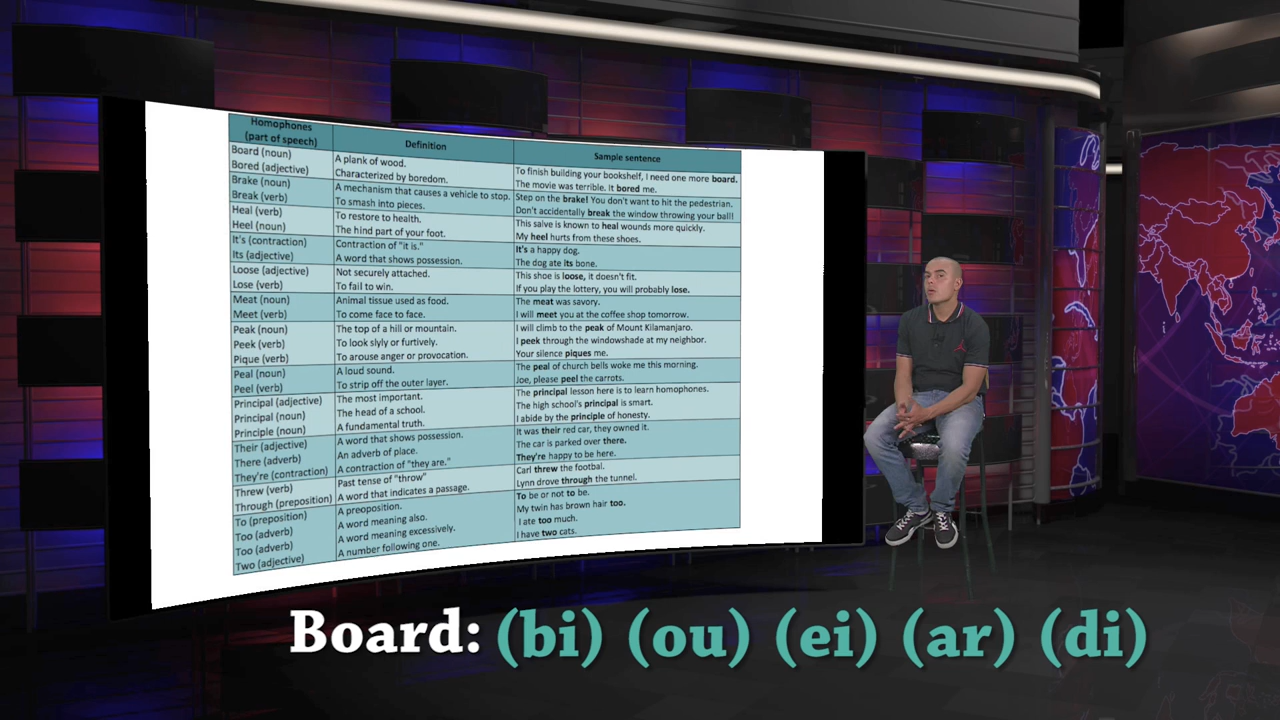 Homophones
(part of speech)
Definition
Sample sentence
Board (noun)
A plank of wood.
To finish building your bookshelf, I need one more board.
Bored (adjective)
Characterized by boredom.
The movie was terrible. It bored me.
Brake (noun)
A mechanism that causes a vehicle to stop.
Step on the brake! You don't want to hit the pedestrian.
Break (verb)
To smash into pieces.
Don't accidentally break the window throwing your ball!
Heal (verb)
To restore to health.
This salve is known to heal wounds more quickly.
Heel (noun)
The hind part of your foot.
My heel hurts from these shoes.
It's (contraction)
Contraction of "it is."
It's a happy dog.
Its (adjective)
A word that shows possession.
The dog ate its bone.
Loose (adjective)
Not securely attached.
This shoe is loose, it doesn't fit.
Lose (verb)
To fail to win.
If you play the lottery, you will probably lose.
Meat (noun)
Animal tissue used as food.
The meat was savory.
Meet (verb)
To come face to face.
I will meet you at the coffee shop tomorrow.
Peak (noun)
The top of a hill or mountain.
I will climb to the peak of Mount Kilamanjaro.
Peek (verb)
To look slyly or furtively.
I peek through the windowshade at my neighbor.
Pique (verb)
To arouse anger or provocation.
Your silence piques me.
Peal (noun)
A loud sound.
The peal of church bells woke me this morning.
Peel (verb)
To strip off the outer layer.
Joe, please peel the carrots.
Principal (adjective)
The most important.
The principal lesson here is to learn homophones.
Principal (noun)
The head of a school.
The high school's principal is smart.
Principle (noun)
A fundamental truth.
I abide by the principle of honesty.
Their (adjective)
A word that shows possession.
It was their red car, they owned it.
There (adverb)
An adverb of place.
The car is parked over there.
They're (contraction)
A contraction of "they are."
They're happy to be here.
Threw (verb)
Past tense of "throw"
Carl threw the footbal.
Through (preposition)
A word that indicates a passage.
Lynn drove through the tunnel.
To (preposition)
A preoposition.
To be or not to be.
Too (adverb)
A word meaning also.
My twin has brown hair too.
Too (adverb)
A word meaning excessively.
I ate too much.
Two (adjective)
A number following one.
I have two cats.
Board: (bi) (ou) (ei) (ar) (di)